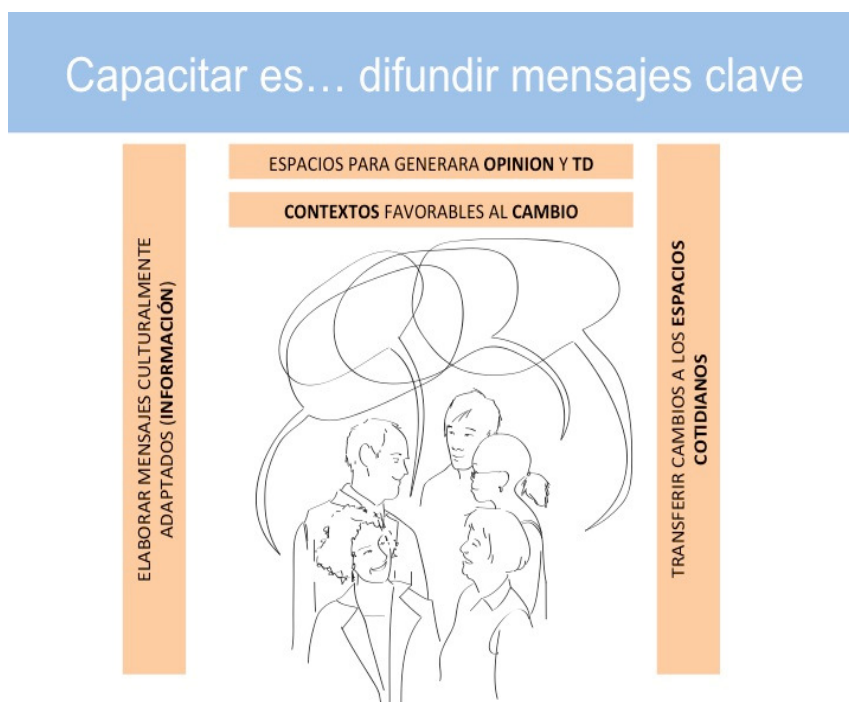 Capacitar es... difundir mensajes clave
ESPACIOS PARA GENERARA OPINION Y TD
CONTEXTOS FAVORABLES AL CAMBIO
ELABORAR MENSAJES CULTURALMENTE
ADAPTADOS (INFORMACIÓN)
TRANSFERIR CAMBIOS A LOS ESPACIOS
COTIDIANOS